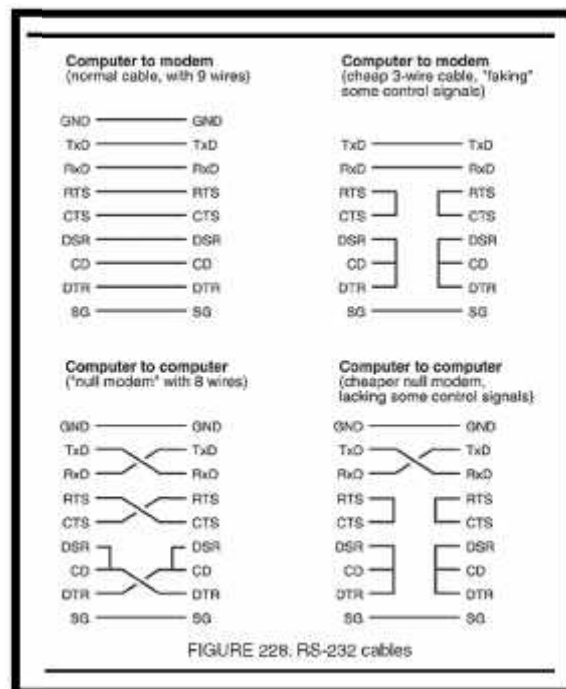 Computer to modem
(normal cable, with 9 wires)
GND GND
TxD TxD
RxD RxD
RTS RTS
CTS CTS
DSR DSR
CD CD
DTR DTR
SG SG
Computer to modem
(cheap 3-wire cable, "faking"
some control signals)
TxD TxD
RxD RxD
RTS RTS
CTS CTS
DSR DSR
CD CD
DTR DTR
SG SG
Computer to computer
("null modem" with 8 wires)
GND GND
TxD TxD
RxD RxD
RTS RTS
CTS CTS
DSR DSR
CD CD
DTR DTR
SG SG
Computer to computer
(cheaper null modem,
lacking some control signals)
GND GND
TxD TxD
RxD RxD
RTS RTS
CTS CTS
DSR DSR
CD CD
DTR DTR
SG SG
FIGURE 228. RS-232 cables